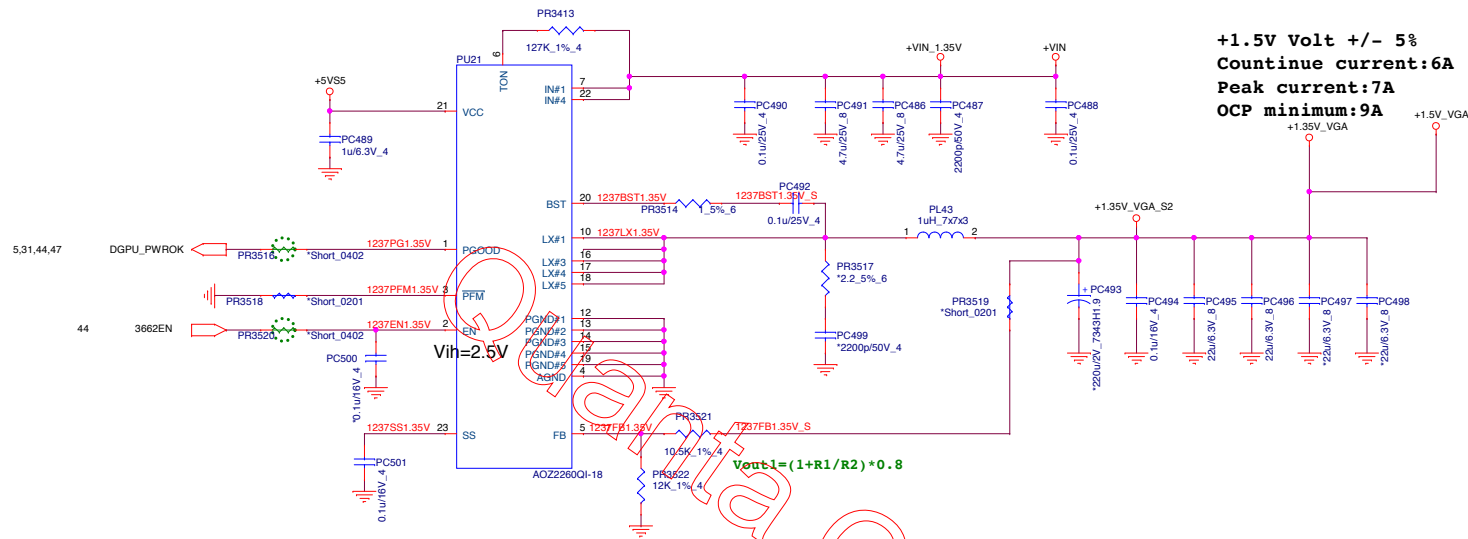 PR3413
127K_1%_4
+1.5V Volt +/- 5%
Countinue current:6A
Peak current:7A
OCP minimum:9A
+VIN_1.35V
+VIN
+1.35V_VGA
+1.5V_VGA
PU21
6
TON
+5VS5
21
VCC
IN#1
7
IN#4
22
PC489
1u/6.3V_4
PC490
0.1u/25V_4
PC491
4.7u/25V_8
PC486
4.7u/25V_8
PC487
2200p/50V_4
PC488
0.1u/25V_4
BST
20
1237BST1.35V
PR3514
1_5%_6
1237BST1.35V_S
PC492
0.1u/25V_4
PL43
1uH_7x7x3
1
2
+1.35V_VGA_S2
LX#1
10
1237LX1.35V
LX#3
16
LX#4
17
LX#5
18
5,31,44,47
DGPU_PWROK
PR3516
*Short_0402
1237PG1.35V
1
PGOOD
PR3518
*Short_0201
1237PFM1.35V
3
PFM
44
3662EN
PR3520
*Short_0402
1237EN1.35V
2
EN
Vih=2.5V
PC500
*0.1u/16V_4
PR3517
*2.2_5%_6
PC499
*2200p/50V_4
PR3519
*Short_0201
+
PC493
*220u/2V_7343H1.9
PC494
0.1u/16V_4
PC495
22u/6.3V_8
PC496
22u/6.3V_8
PC497
*22u/6.3V_8
PC498
*22u/6.3V_8
PGND#1
12
PGND#2
13
PGND#3
14
PGND#4
15
PGND#5
19
AGND
4
1237SS1.35V
23
SS
PC501
0.1u/16V_4
FB
5
1237FB1.35V
PR3521
10.5K_1%_4
1237FB1.35V_S
PR3522
12K_1%_4
Vout1=(1+R1/R2)*0.8
AOZ2260QI-18
Quanta C